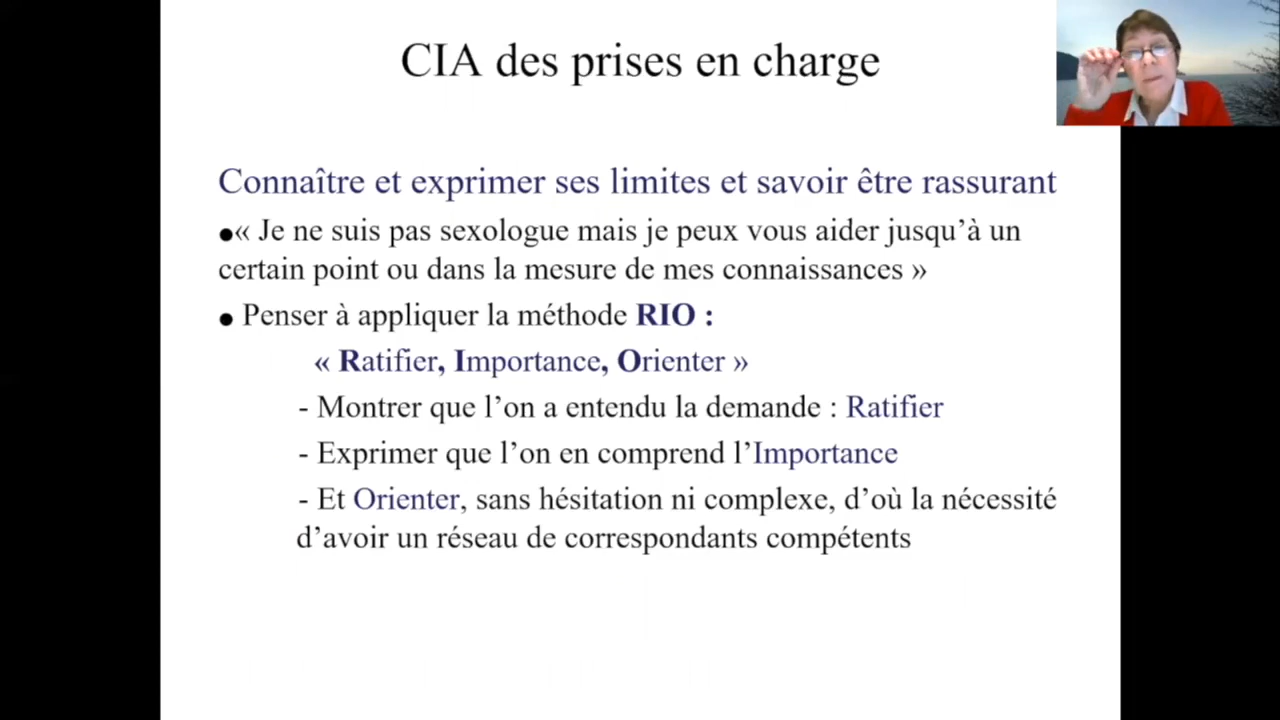 CIA des prises en charge
Connaître et exprimer ses limites et savoir être rassurant
●« Je ne suis pas sexologue mais je peux vous aider jusqu’à un
certain point ou dans la mesure de mes connaissances »
● Penser à appliquer la méthode RIO :
« Ratifier, Importance, Orienter »
- Montrer que l’on a entendu la demande : Ratifier
- Exprimer que l’on en comprend l’Importance
- Et Orienter, sans hésitation ni complexe, d’où la nécessité
d’avoir un réseau de correspondants compétents